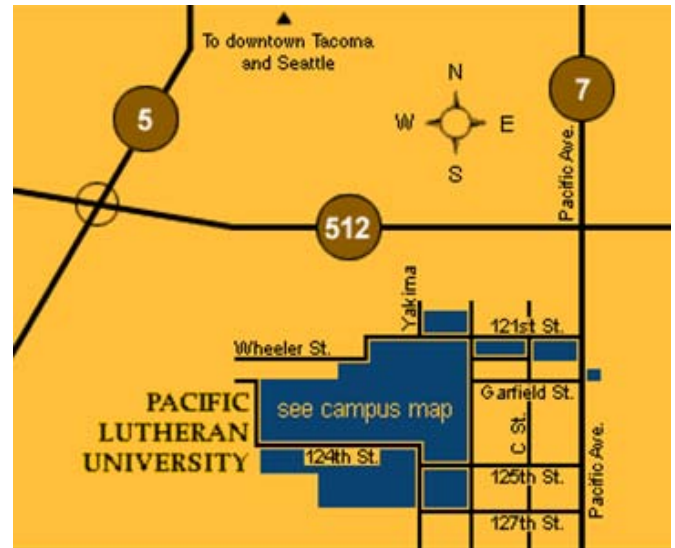 To downtown Tacoma
and Seattle
5
N
W
E
S
7
Pacific Ave.
512
Yakima
121st St.
Wheeler St.
Garfield St.
PACIFIC
LUTHERAN
UNIVERSITY
see campus map
C St.
124th St.
125th St.
127th St.
Pacific Ave.